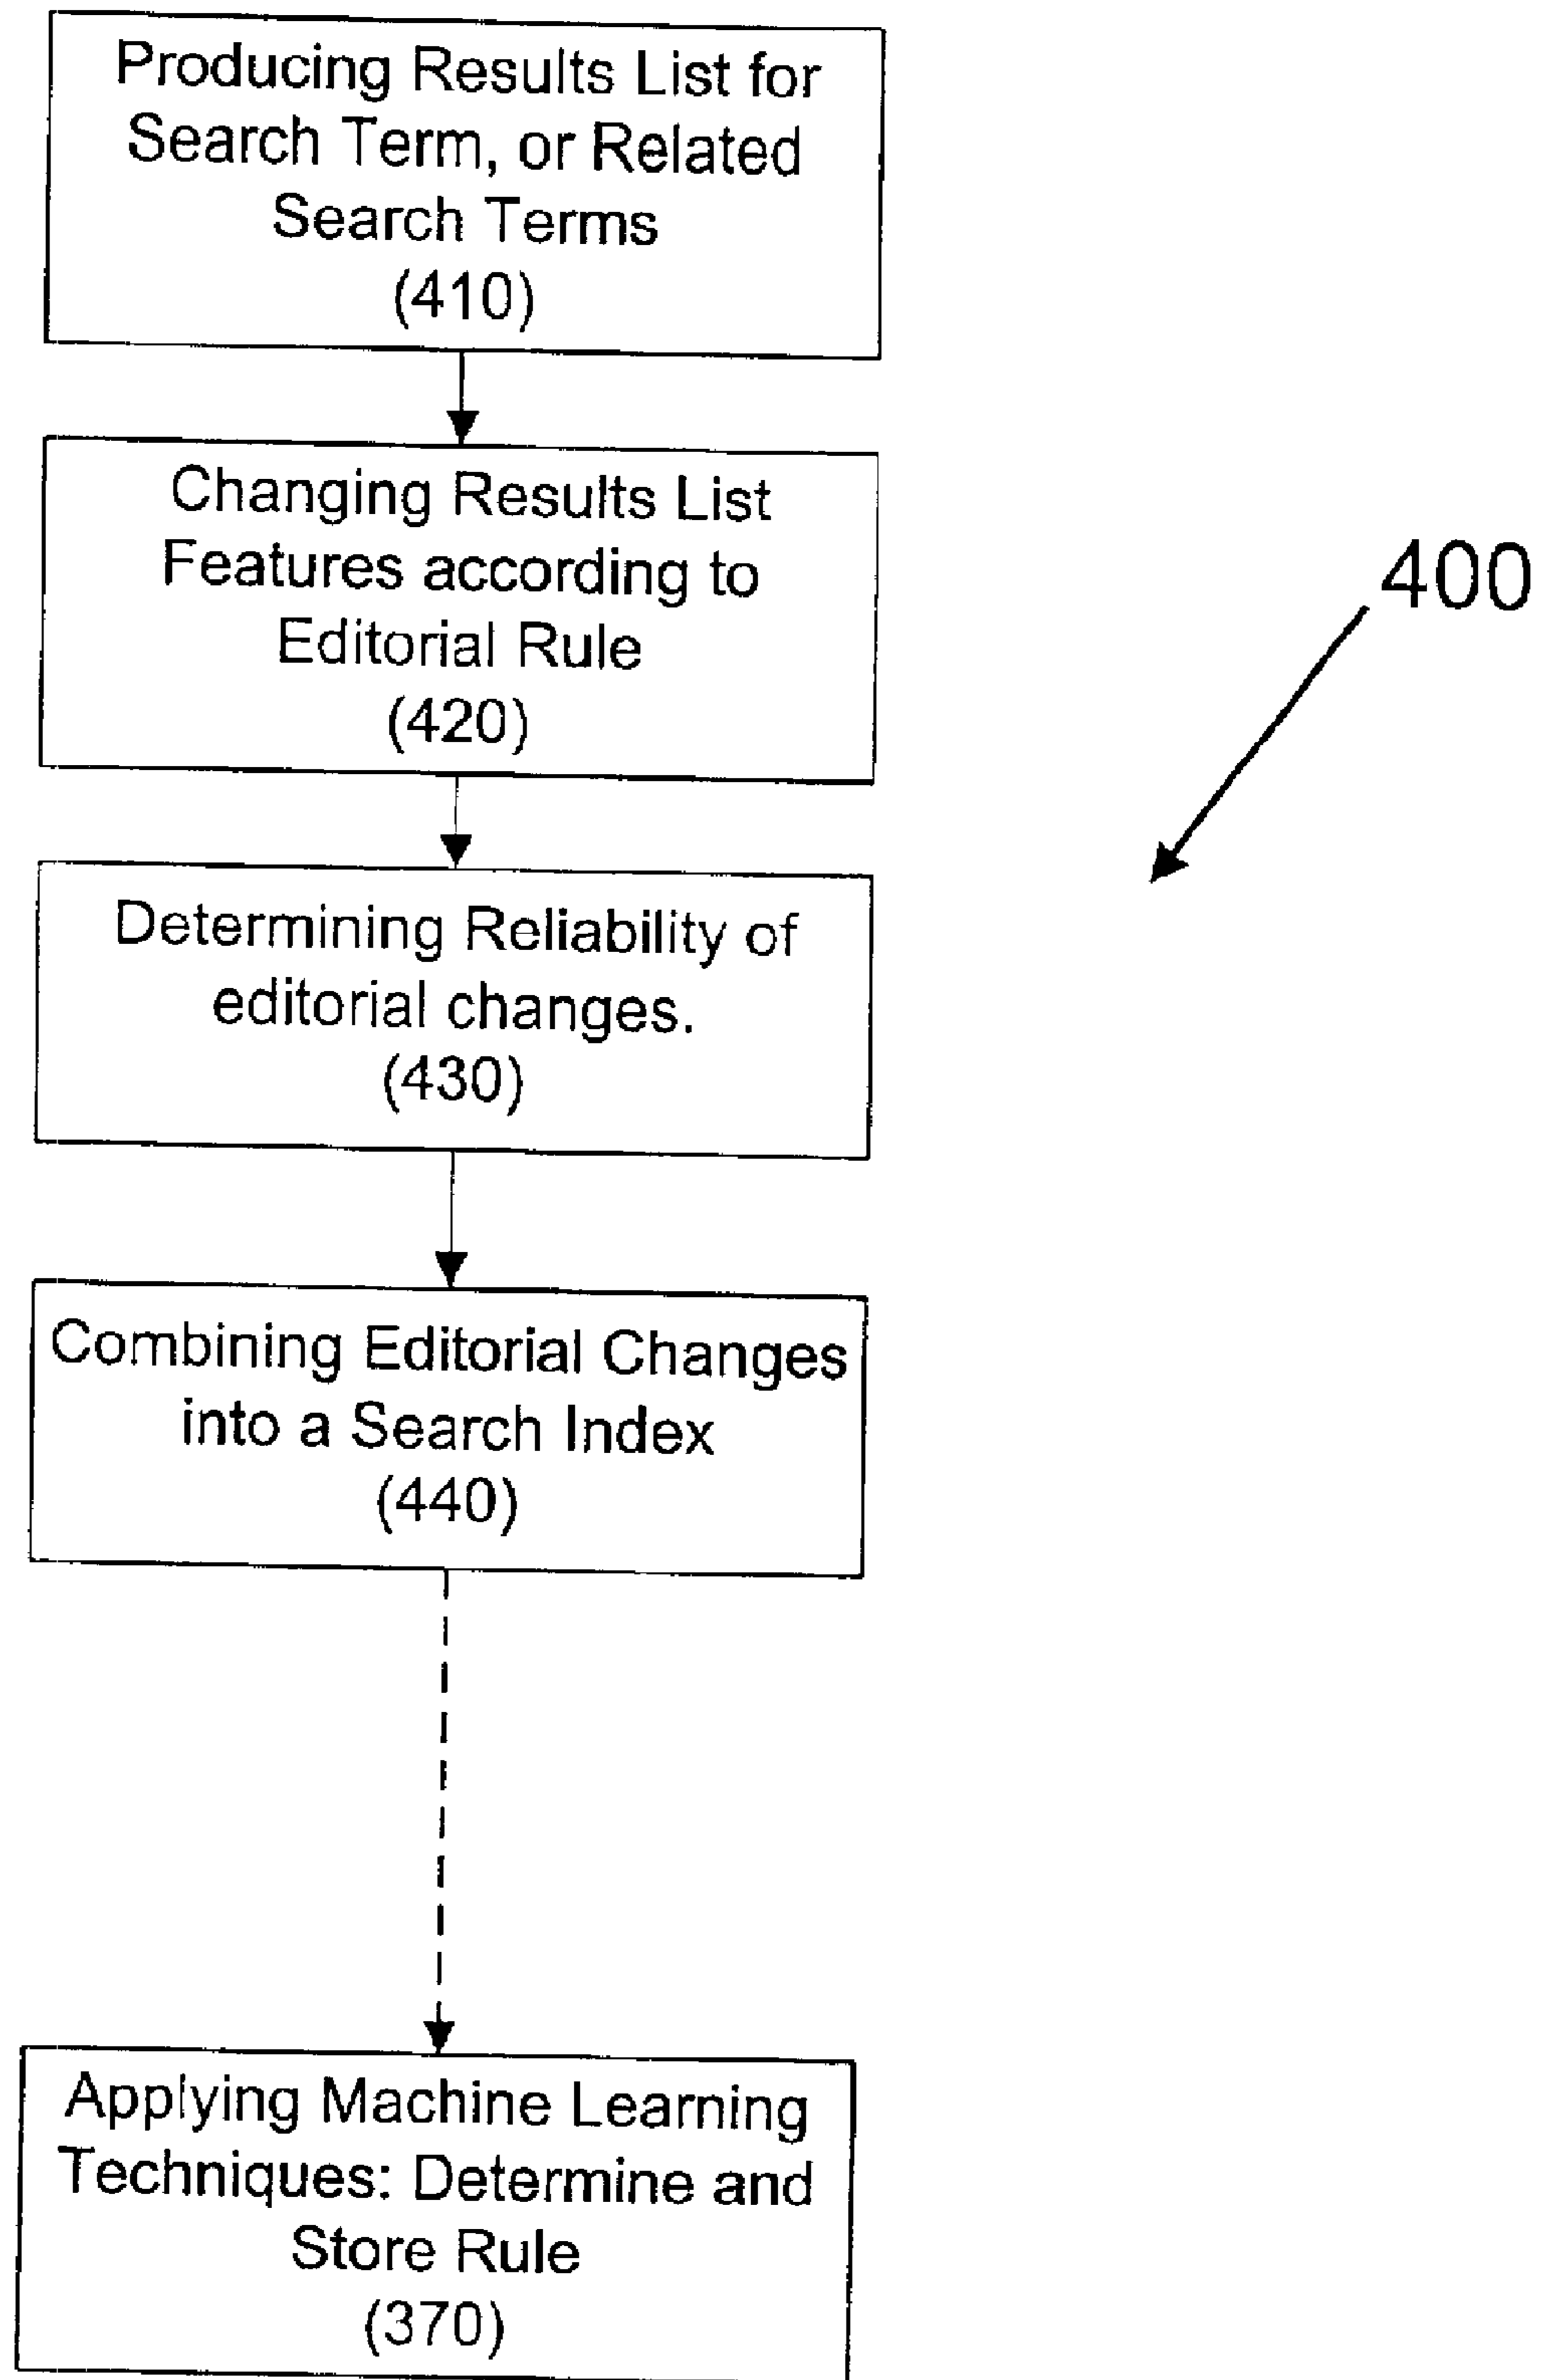 Producing Results List for
Search Term, or Related
Search Terms
(410)
Changing Results List
Features according to
Editorial Rule
(420)
400
Determining Reliability of
editorial changes.
(430)
Combining Editorial Changes
into a Search Index
(440)
Applying Machine Learning
Techniques: Determine and
Store Rule
(370)